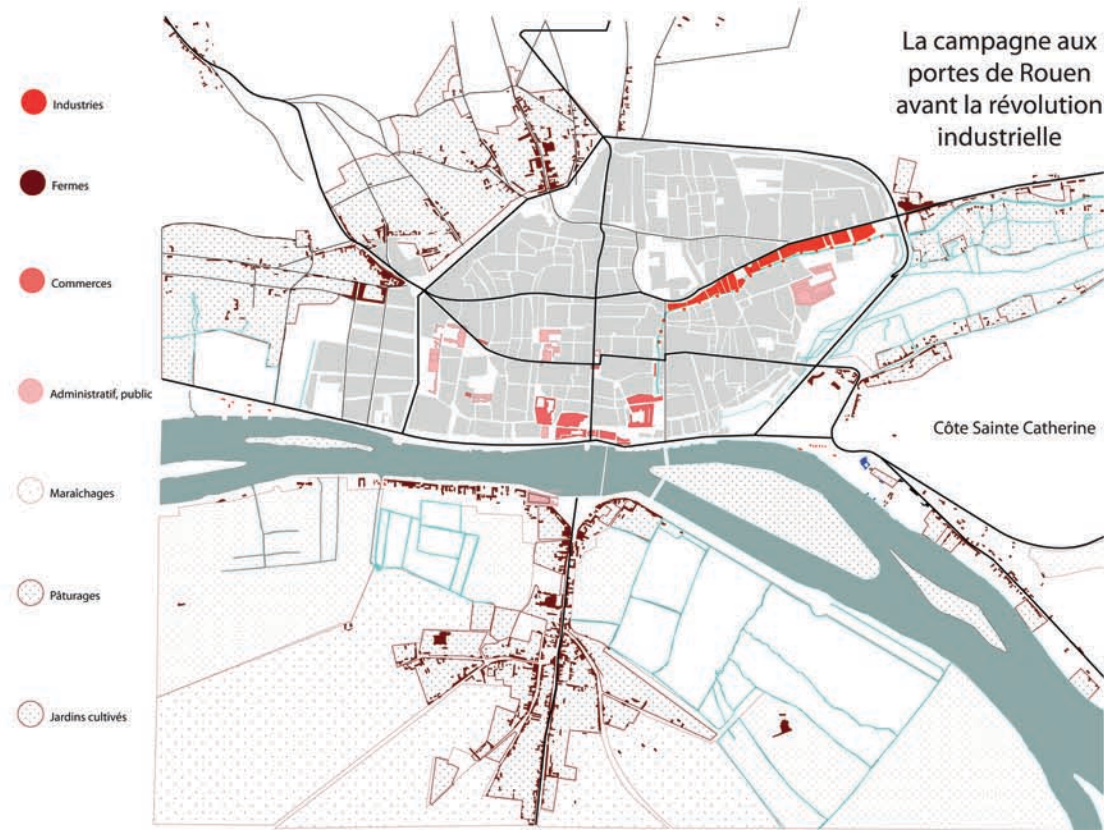 La campagne aux
portes de Rouen
avant la révolution
industrielle
Industries
Fermes
Commerces
Administratif, public
Maraîchages
Pâturages
Jardins cultivés
Côte Sainte Catherine